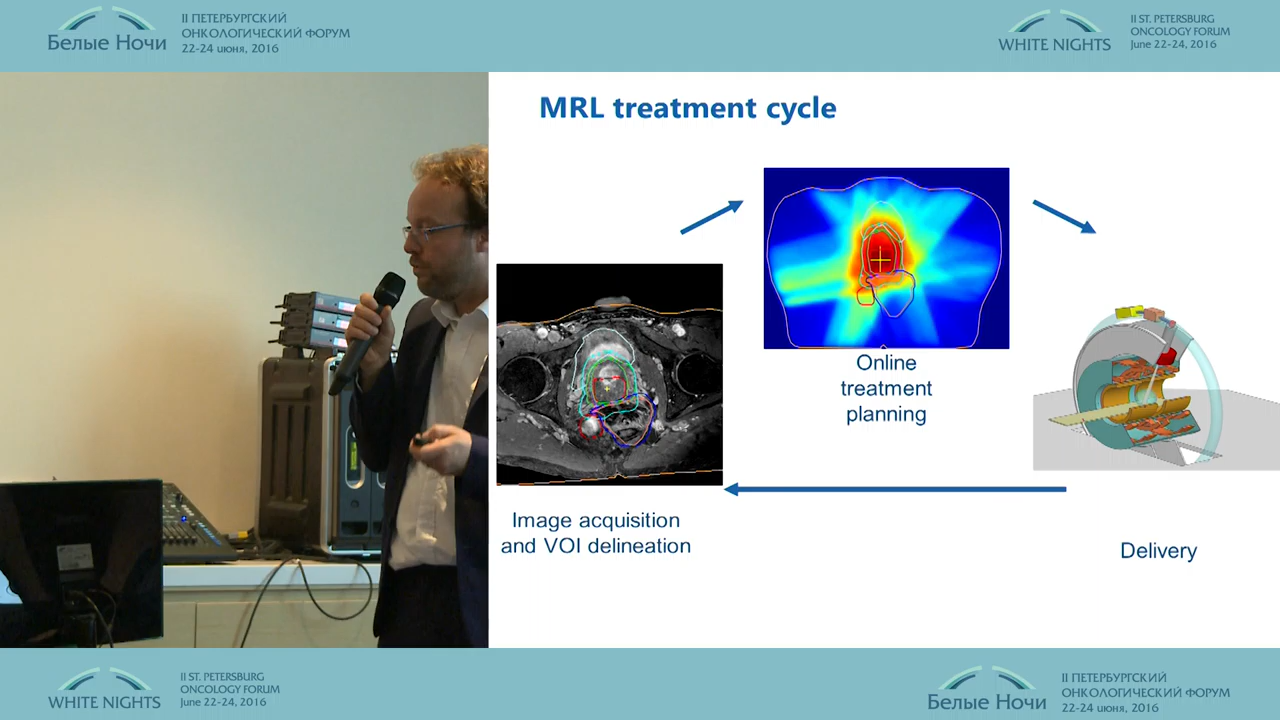 Белые Ночи
II ПЕТЕРБУРГСКИЙ
ОНКОЛОГИЧЕСКИЙ ФОРУМ
22-24 июня, 2016
WHITE NIGHTS
II ST. PETERSBURG
ONCOLOGY FORUM
June 22-24, 2016
MRL treatment cycle
Online
treatment
planning
Image acquisition
and VOI delineation
Delivery
WHITE NIGHTS
II ST. PETERSBURG
ONCOLOGY FORUM
June 22-24, 2016
Белые Ночи
II ПЕТЕРБУРГСКИЙ
ОНКОЛОГИЧЕСКИЙ ФОРУМ
22-24 июня, 2016